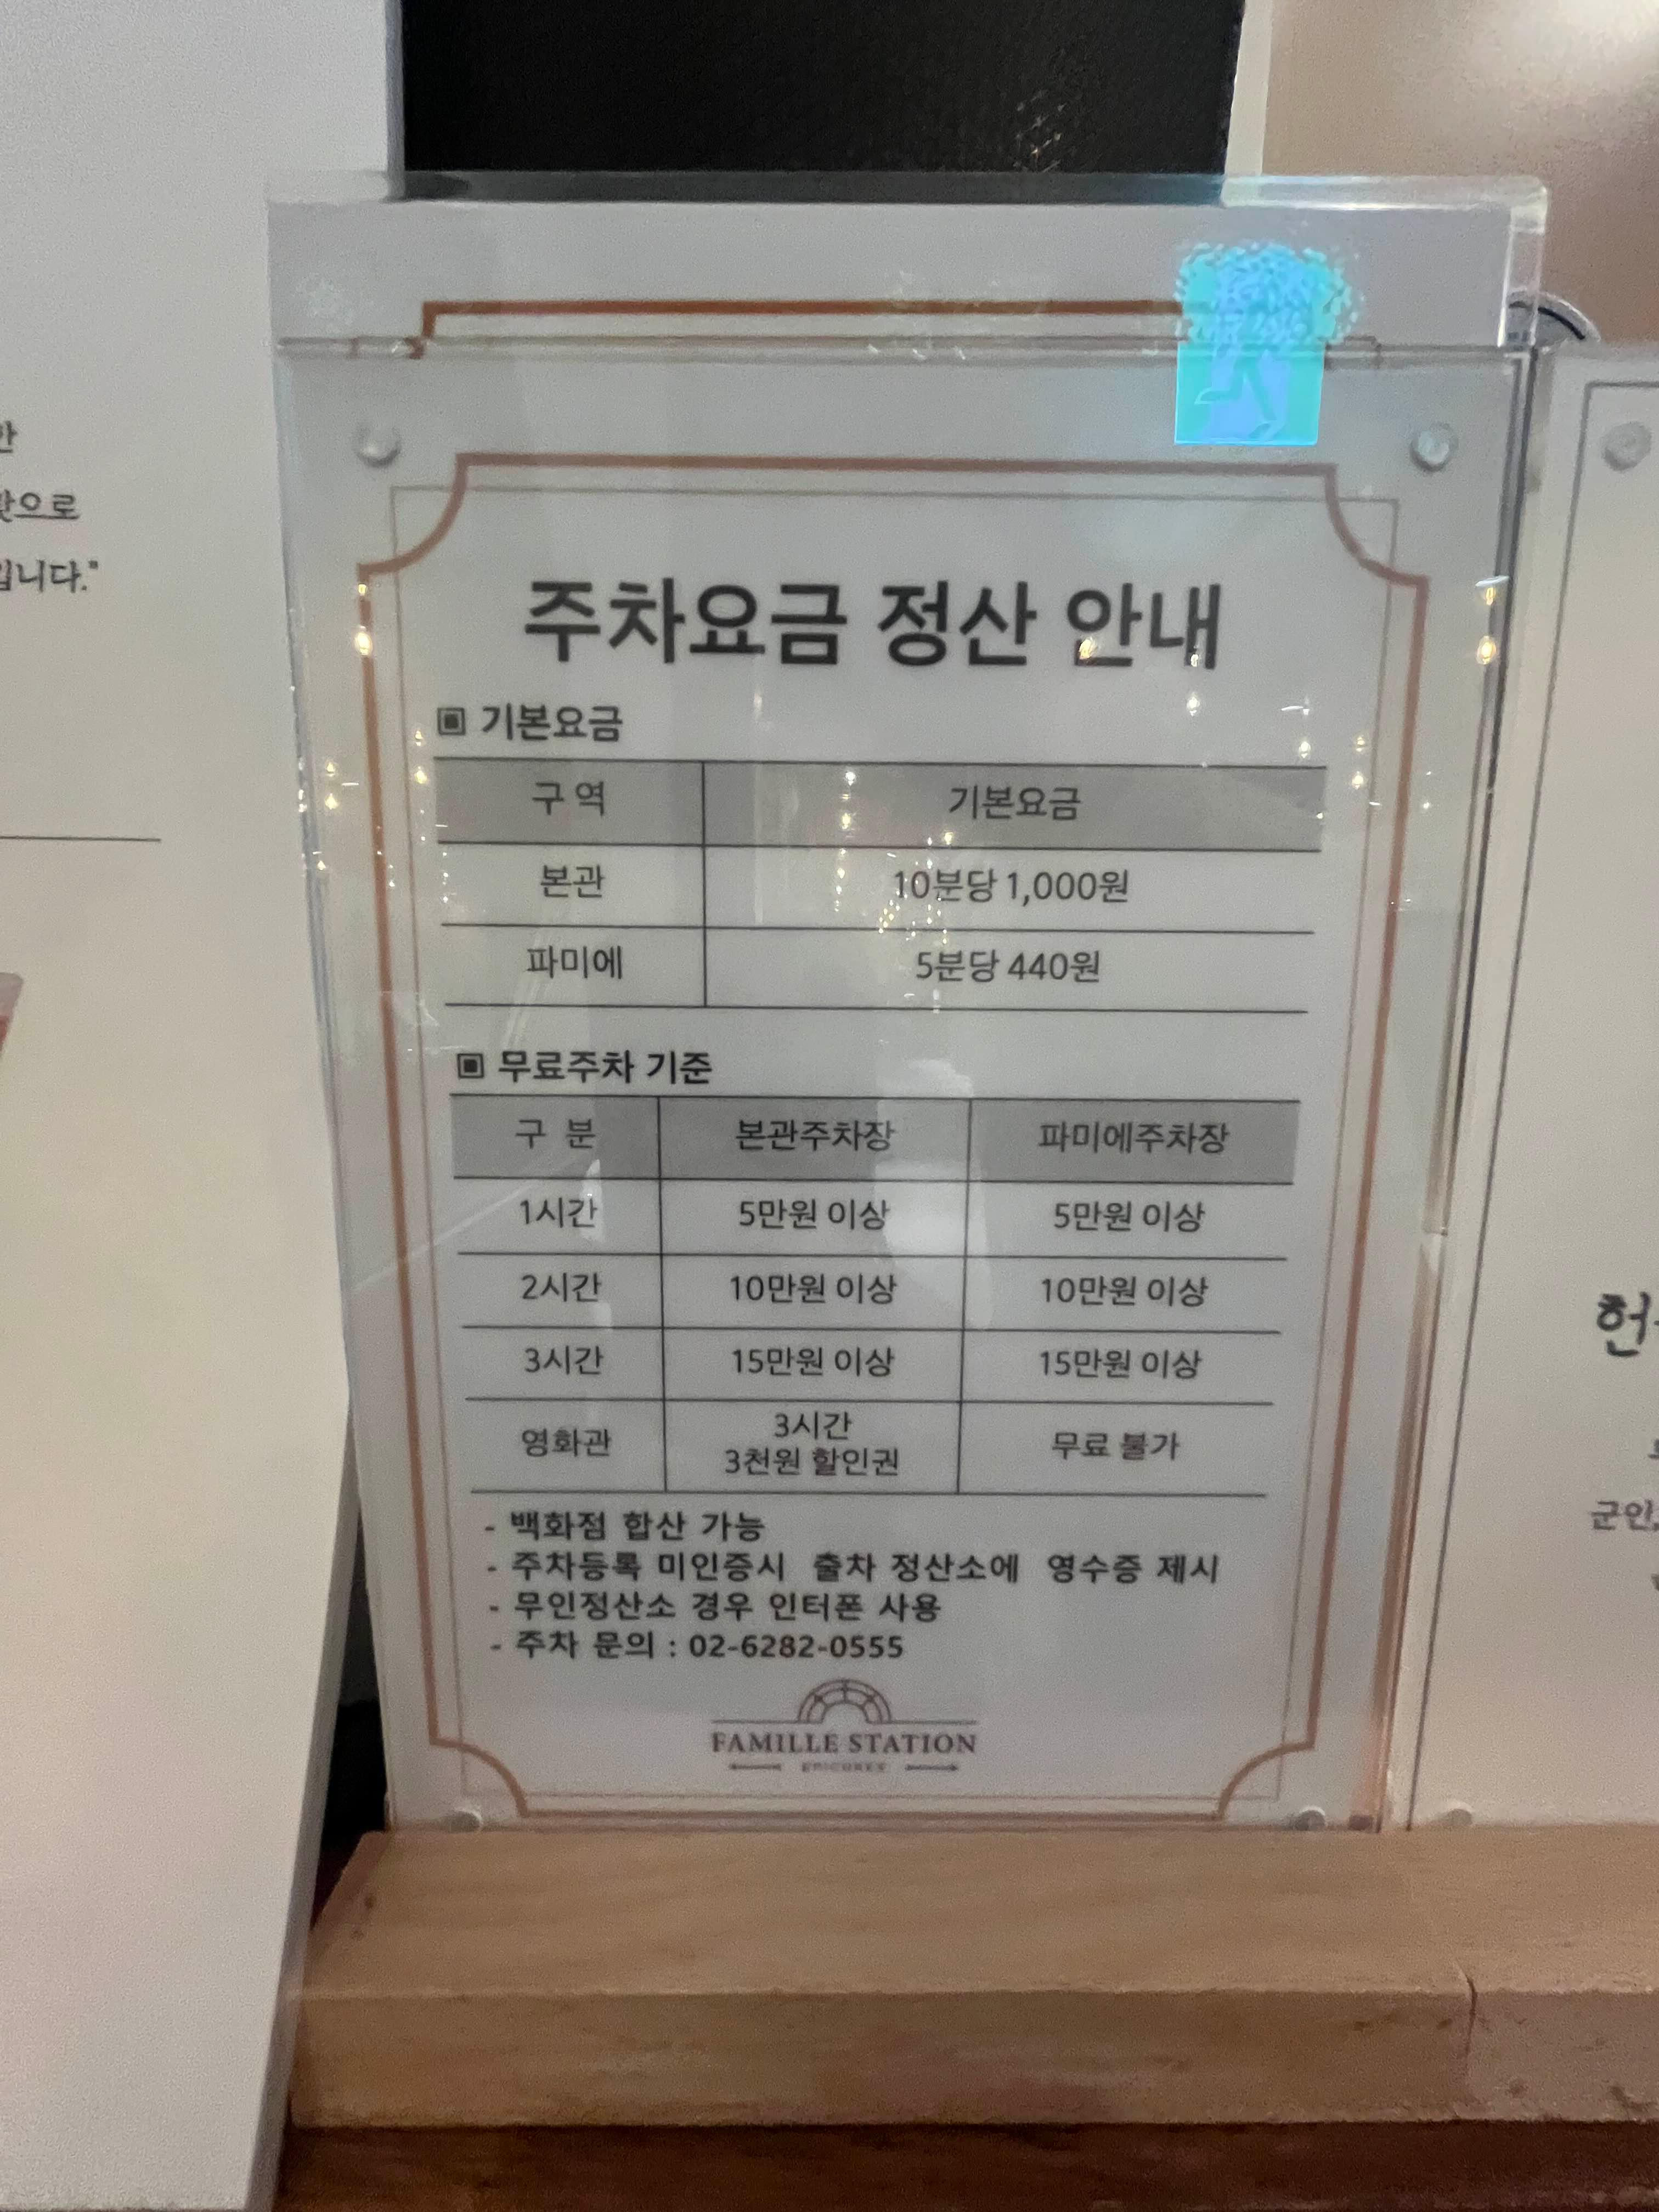 맛으로
입니다."
주차요금 정산 안내
▣ 기본요금
구 역 기본요금
본관 10분당 1,000원
파미에 5분당 440원
▣ 무료주차 기준
구 분 본관주차장 파미에주차장
1시간 5만원 이상 5만원 이상
2시간 10만원 이상 10만원 이상
3시간 15만원 이상 15만원 이상
영화관 3시간 3천원 할인권 무료 불가
- 백화점 합산 가능
- 주차등록 미인증시 출차 정산소에 영수증 제시
- 무인정산소 경우 인터폰 사용
- 주차 문의 : 02-6282-0555
FAMILLE STATION
군인,